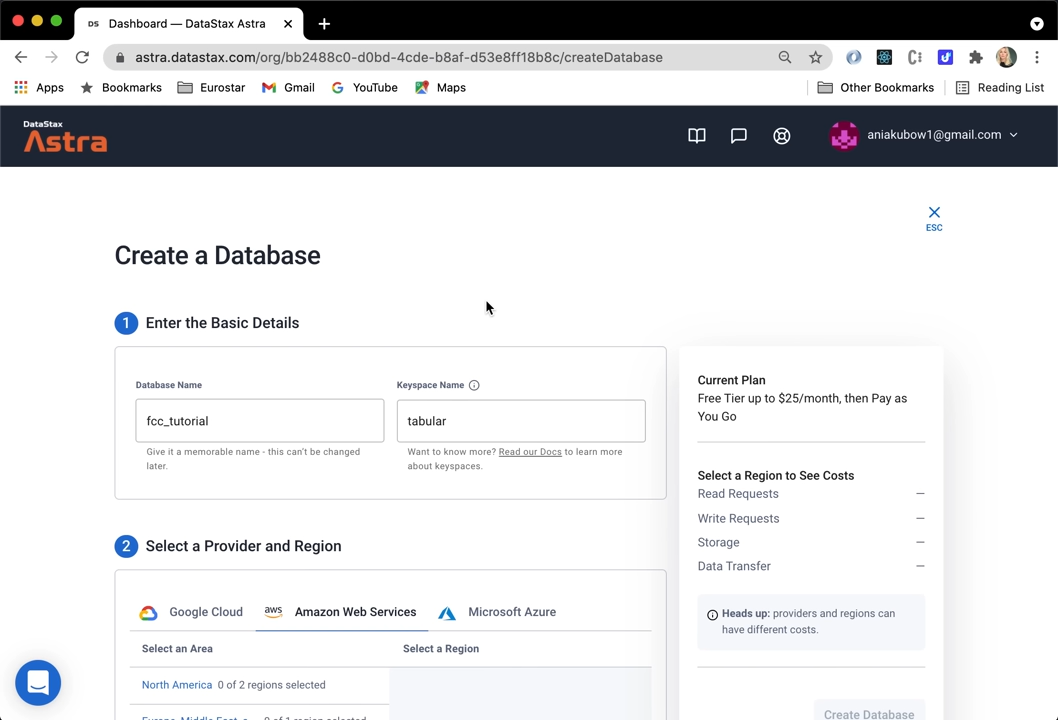 DS Dashboard — DataStax Astra
astra.datastax.com/org/bb2488c0-d0bd-4cde-b8af-d53e8ff18b8c/createDatabase
Apps Bookmarks Eurostar Gmail YouTube Maps Other Bookmarks Reading List
DataStax
Astra
aniakubow1@gmail.com
ESC
Create a Database
1 Enter the Basic Details
Database Name
fcc_tutorial
Give it a memorable name - this can't be changed
later.
Keyspace Name
tabular
Want to know more? Read our Docs to learn more
about keyspaces.
2 Select a Provider and Region
Google Cloud aws Amazon Web Services Microsoft Azure
Select an Area Select a Region
North America 0 of 2 regions selected
Current Plan
Free Tier up to $25/month, then Pay as
You Go
Select a Region to See Costs
Read Requests —
Write Requests —
Storage —
Data Transfer —
Heads up: providers and regions can
have different costs.
Create Database